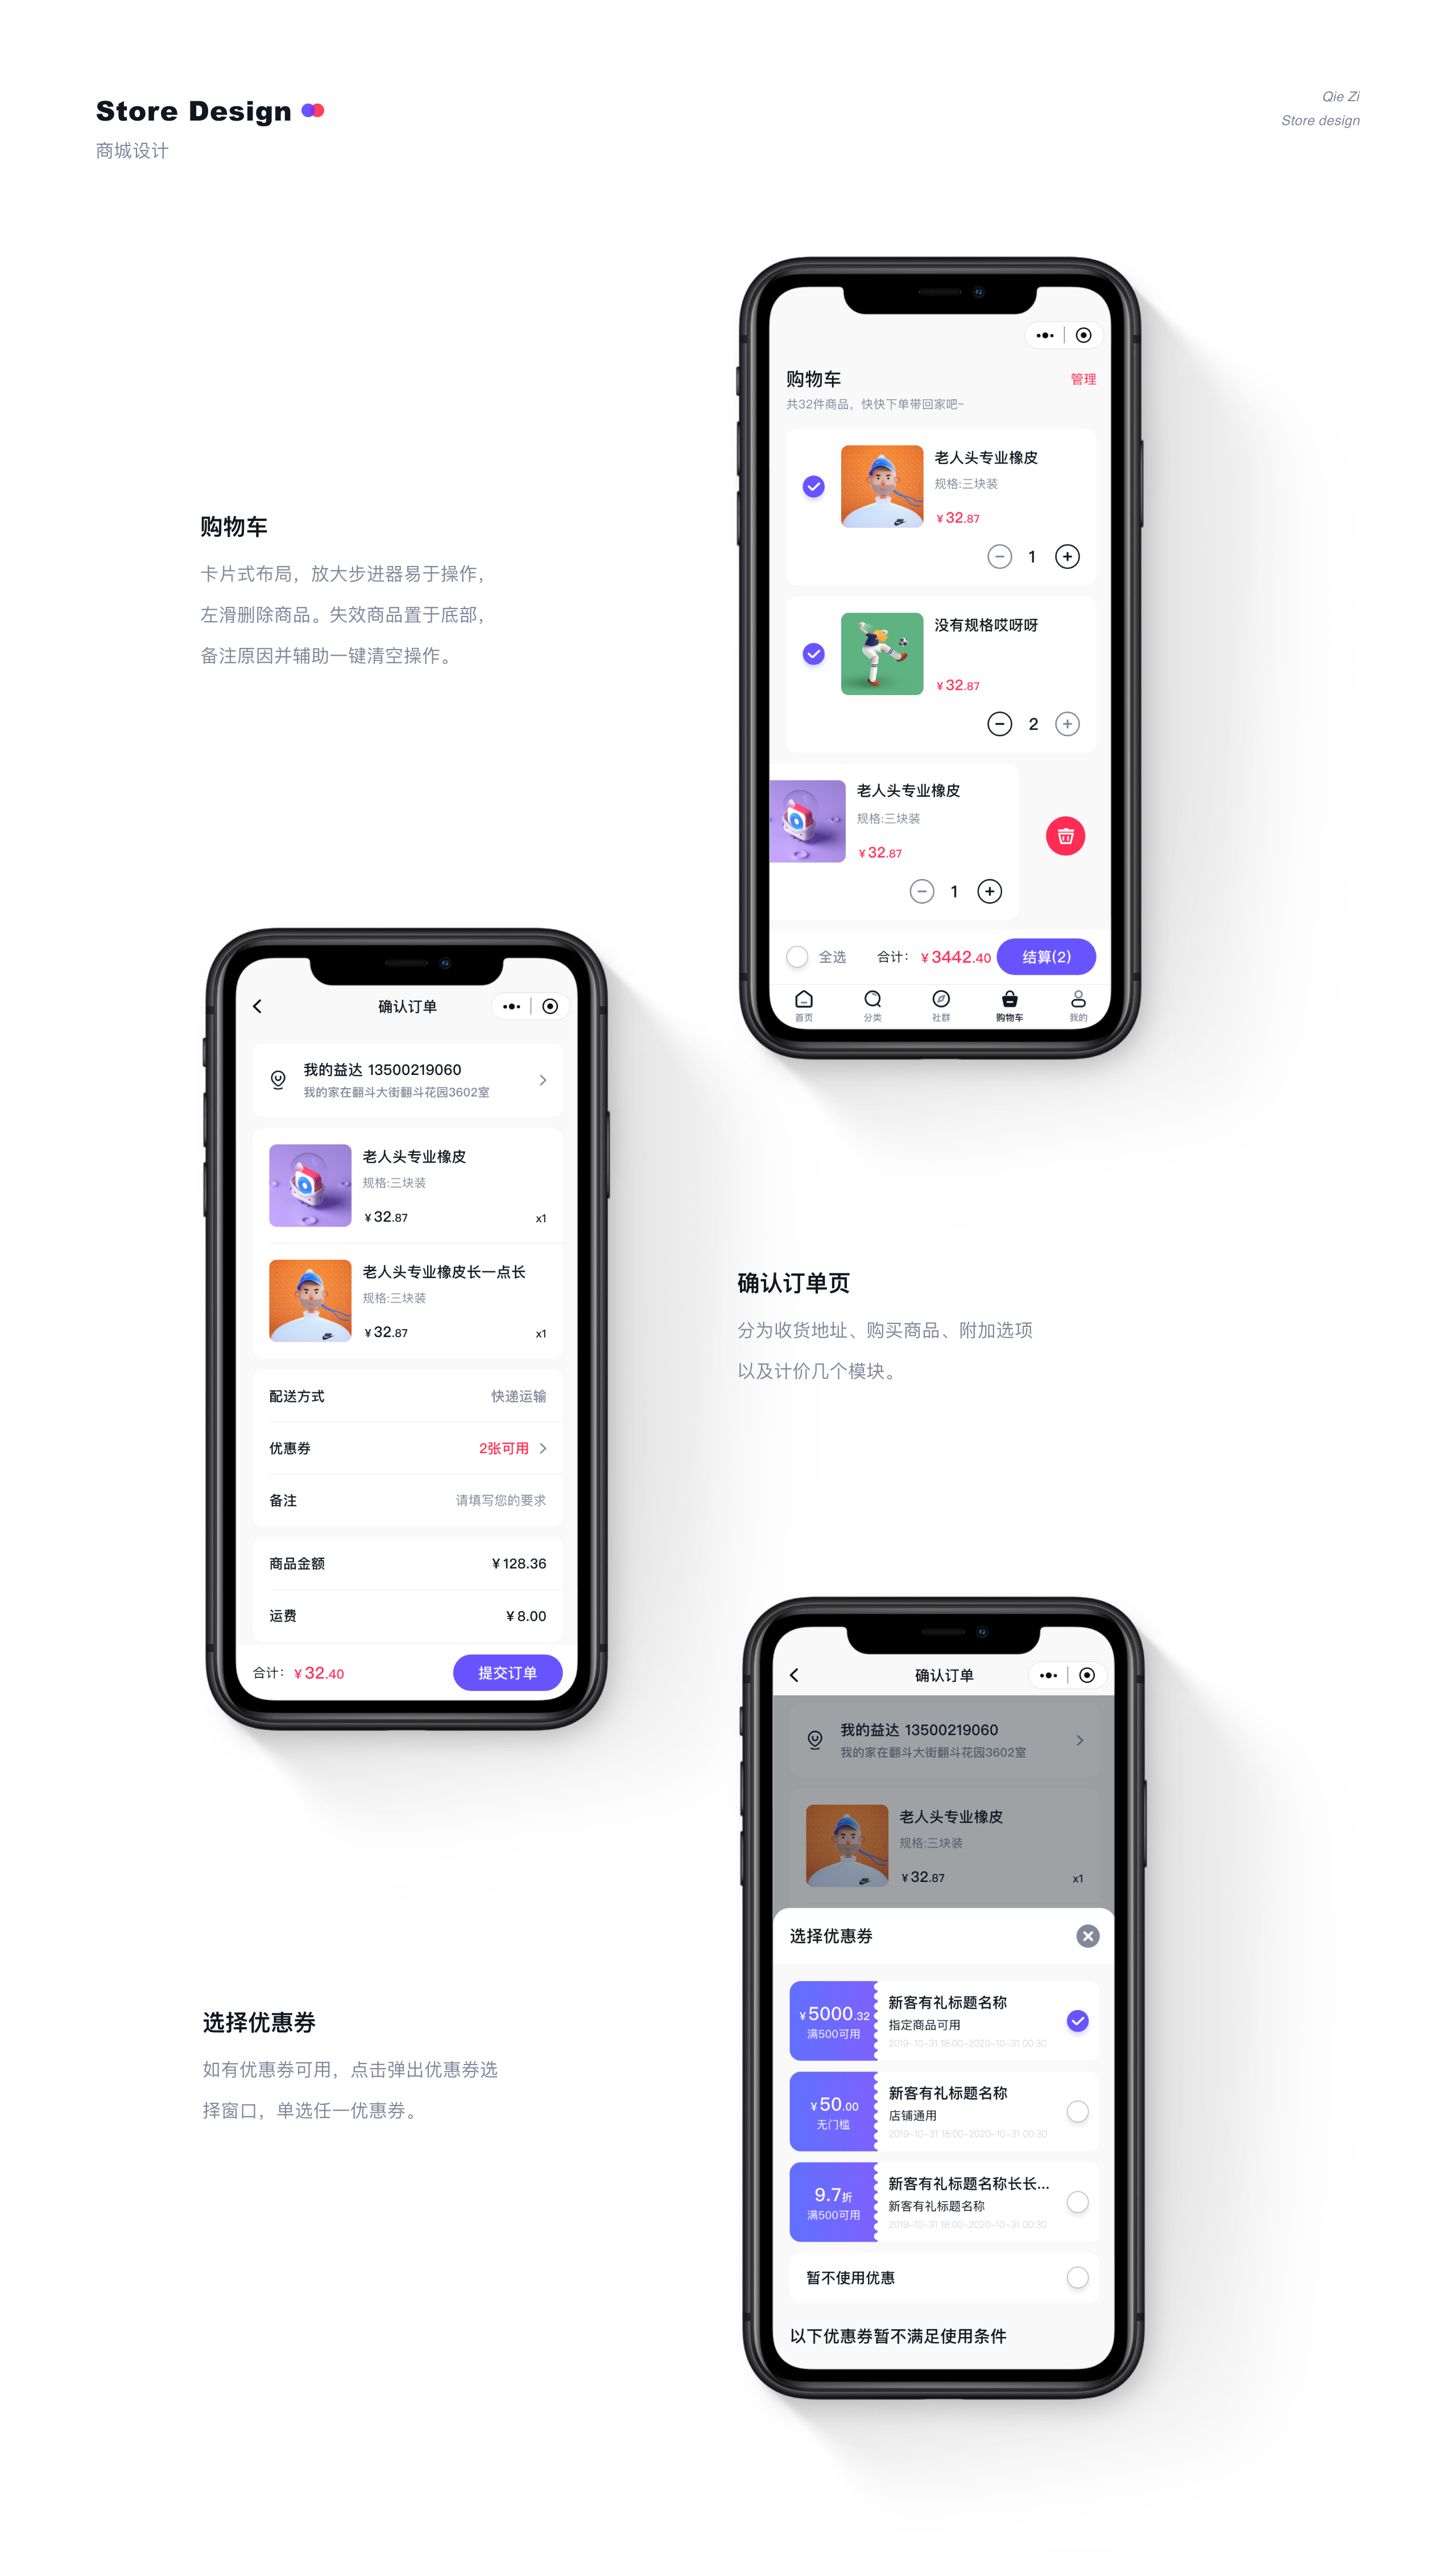 Store Design
商城设计
Qie Zi
Store design
购物车
管理
共32件商品，快快下单带回家吧~
老人头专业橡皮
规格:三块装
¥32.87
1
没有规格哎呀呀
¥32.87
2
老人头专业橡皮
规格:三块装
¥32.87
1
全选
合计：
¥3442.40
结算(2)
首页
分类
社群
购物车
我的
购物车
卡片式布局，放大步进器易于操作，
左滑删除商品。失效商品置于底部，
备注原因并辅助一键清空操作。
确认订单
我的益达 13500219060
我的家在翻斗大街翻斗花园3602室
老人头专业橡皮
规格:三块装
¥32.87
x1
老人头专业橡皮长一点长
规格:三块装
¥32.87
x1
配送方式
快递运输
优惠券
2张可用
备注
请填写您的要求
商品金额
¥128.36
运费
¥8.00
合计：
¥32.40
提交订单
确认订单页
分为收货地址、购买商品、附加选项
以及计价几个模块。
确认订单
我的益达 13500219060
我的家在翻斗大街翻斗花园3602室
老人头专业橡皮
规格:三块装
¥32.87
x1
选择优惠券
¥5000.32
满500可用
新客有礼标题名称
指定商品可用
2019-10-31 18:00-2020-10-31 00:30
¥50.00
无门槛
新客有礼标题名称
店铺通用
2019-10-31 18:00-2020-10-31 00:30
9.7折
满500可用
新客有礼标题名称长长...
新客有礼标题名称
2019-10-31 18:00-2020-10-31 00:30
暂不使用优惠
以下优惠券暂不满足使用条件
选择优惠券
如有优惠券可用，点击弹出优惠券选
择窗口，单选任一优惠券。